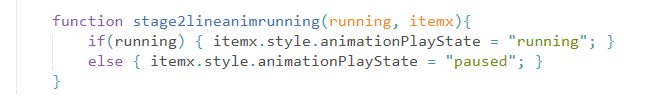 function stage2lineanimrunning(running, itemx){
if(running) { itemx.style.animationPlayState = "running"; }
else { itemx.style.animationPlayState = "paused"; }
}